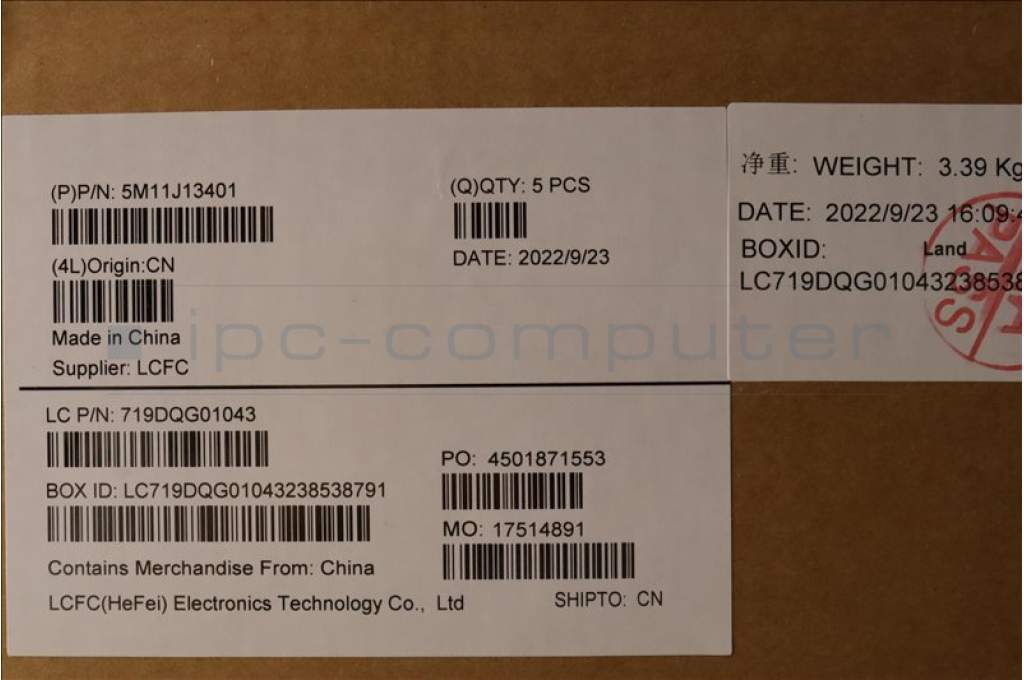 (P)P/N: 5M11J13401
(Q)QTY: 5 PCS
(4L)Origin:CN
DATE: 2022/9/23
Made in China
Supplier: LCFC
LC P/N: 719DQG01043
PO: 4501871553
BOX ID: LC719DQG01043238538791
MO: 17514891
Contains Merchandise From: China
LCFC(HeFei) Electronics Technology Co., Ltd
SHIPTO: CN
净重: WEIGHT: 3.39 Kg
DATE: 2022/9/23 16:09:4
BOXID: Land
LC719DQG01043238538
PASS
ipc-computer